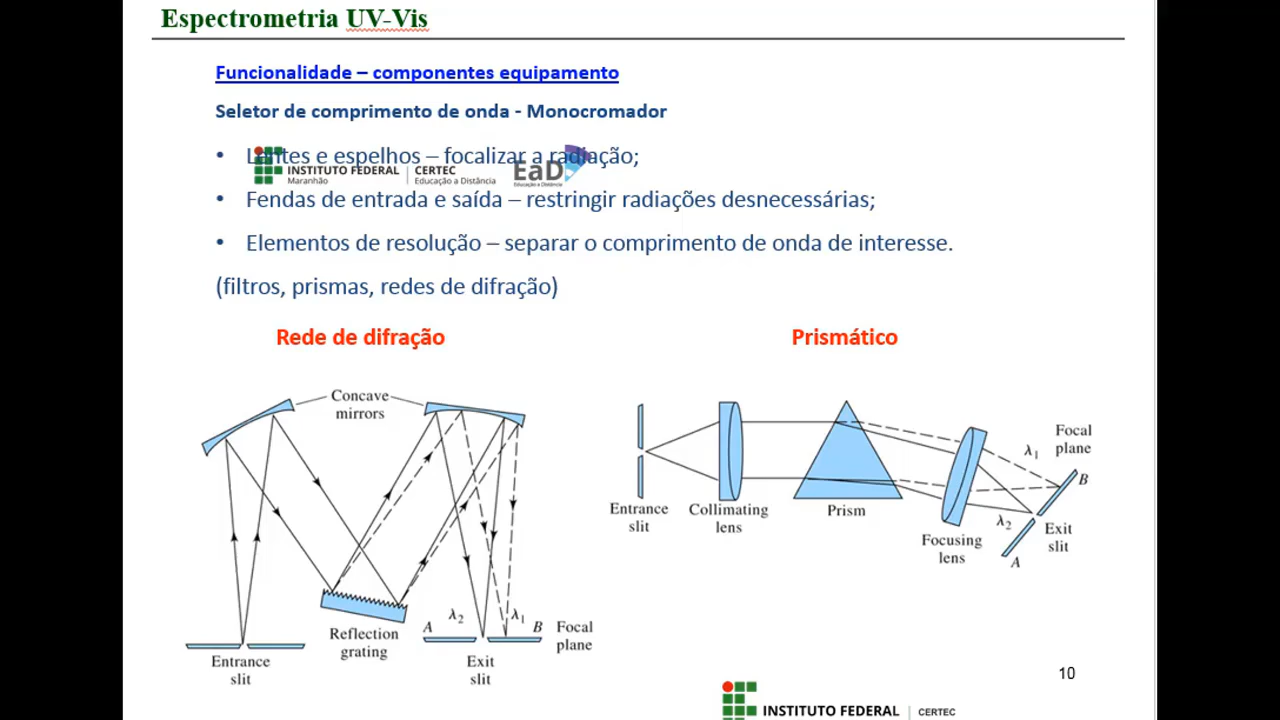 Espectrometria UV-Vis
Funcionalidade – componentes equipamento
Seletor de comprimento de onda - Monocromador
• Lentes e espelhos – focalizar a radiação;
INSTITUTO FEDERAL
Maranhão
CERTEC
Educação a Distância
EaD
Educação a Distância
• Fendas de entrada e saída – restringir radiações desnecessárias;
• Elementos de resolução – separar o comprimento de onda de interesse.
(filtros, prismas, redes de difração)
Rede de difração
Concave
mirrors
Reflection
grating
Entrance
slit
A
λ2
λ1
B
Focal
plane
Exit
slit
Prismático
Entrance
slit
Collimating
lens
Prism
Focusing
lens
λ1
Focal
plane
B
λ2
Exit
slit
A
10
INSTITUTO FEDERAL
CERTEC